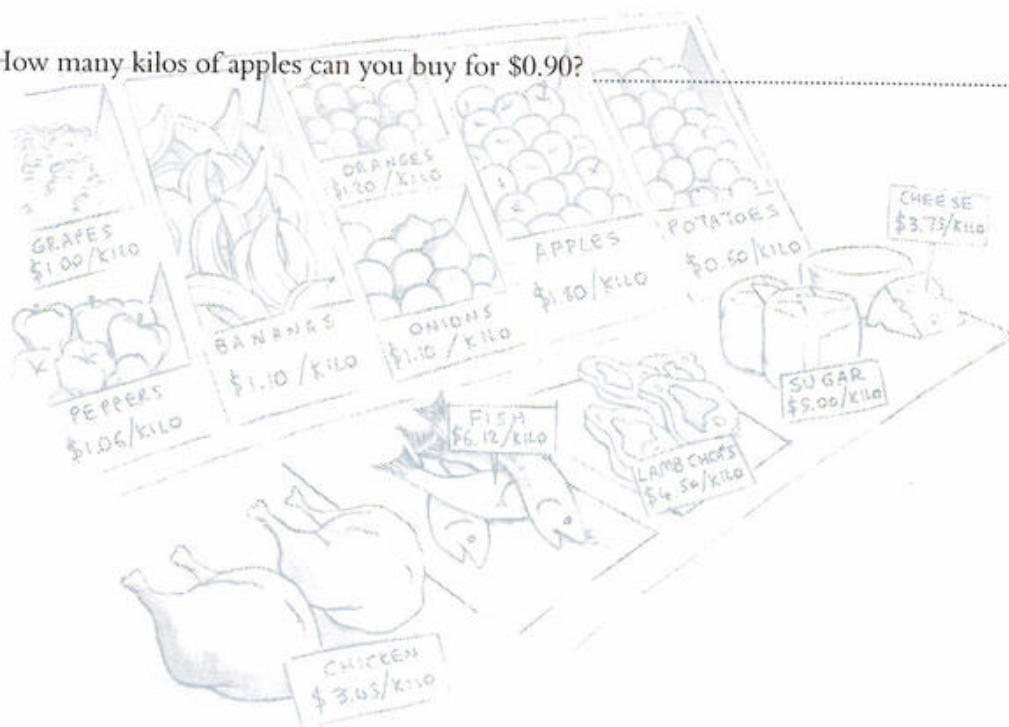 How many kilos of apples can you buy for $0.90?
ORANGES
$1.20 / KILO
CHEESE
$3.75/KILO
GRAPES
$1.00/KILO
APPLES
$1.80/KILO
POTATOES
$0.50/KILO
BANANAS
$1.10 / KILO
ONIONS
$1.10 / KILO
PEPPERS
$1.06/KILO
SUGAR
$5.00/KILO
FISH
$6.12/KILO
LAMB CHOPS
$4.50/KILO
CHICKEN
$3.45/KILO